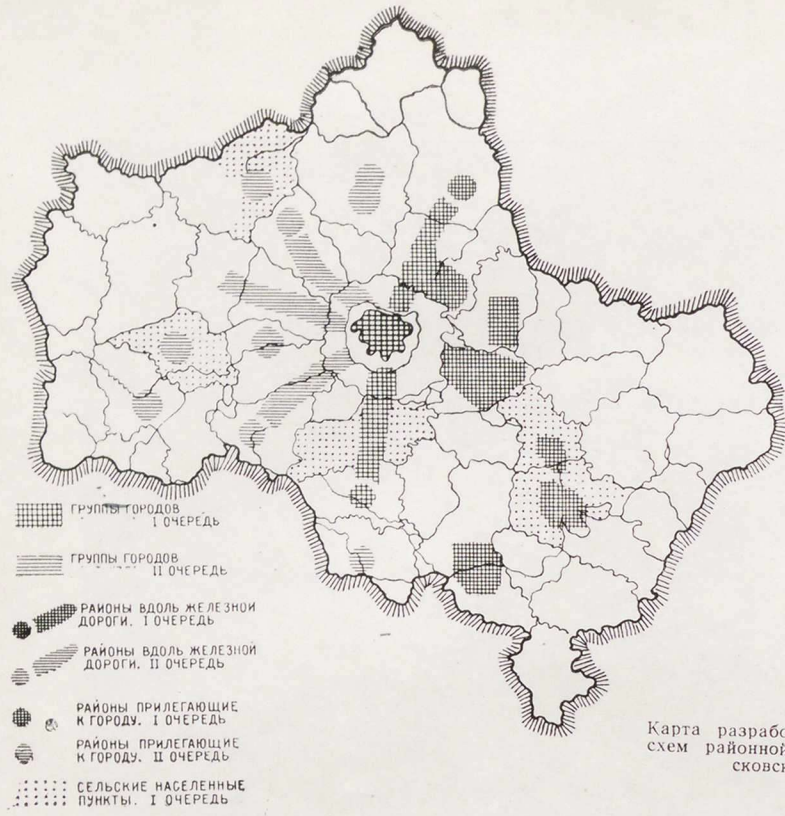 ГРУППЫ ГОРОДОВ
I ОЧЕРЕДЬ
ГРУППЫ ГОРОДОВ
II ОЧЕРЕДЬ
РАЙОНЫ ВДОЛЬ ЖЕЛЕЗНОЙ
ДОРОГИ. I ОЧЕРЕДЬ
РАЙОНЫ ВДОЛЬ ЖЕЛЕЗНОЙ
ДОРОГИ. II ОЧЕРЕДЬ
РАЙОНЫ ПРИЛЕГАЮЩИЕ
К ГОРОДУ. I ОЧЕРЕДЬ
РАЙОНЫ ПРИЛЕГАЮЩИЕ
К ГОРОДУ. II ОЧЕРЕДЬ
СЕЛЬСКИЕ НАСЕЛЕННЫЕ
ПУНКТЫ. I ОЧЕРЕДЬ
Карта разрабо
схем районной
сковск